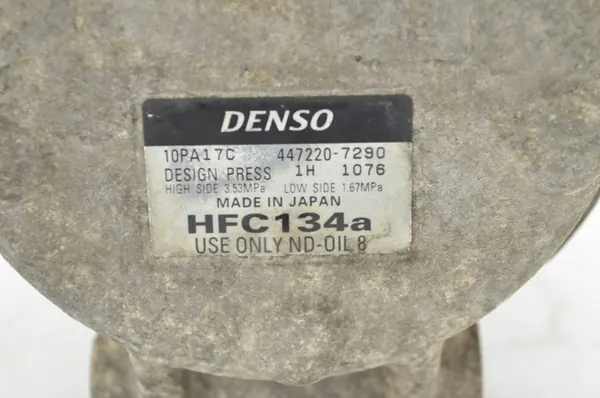 DENSO
10PA17C 447220-7290
DESIGN PRESS 1H 1076
HIGH SIDE 3.53MPa LOW SIDE 1.67MPa
MADE IN JAPAN
HFC134a
USE ONLY ND-OIL 8